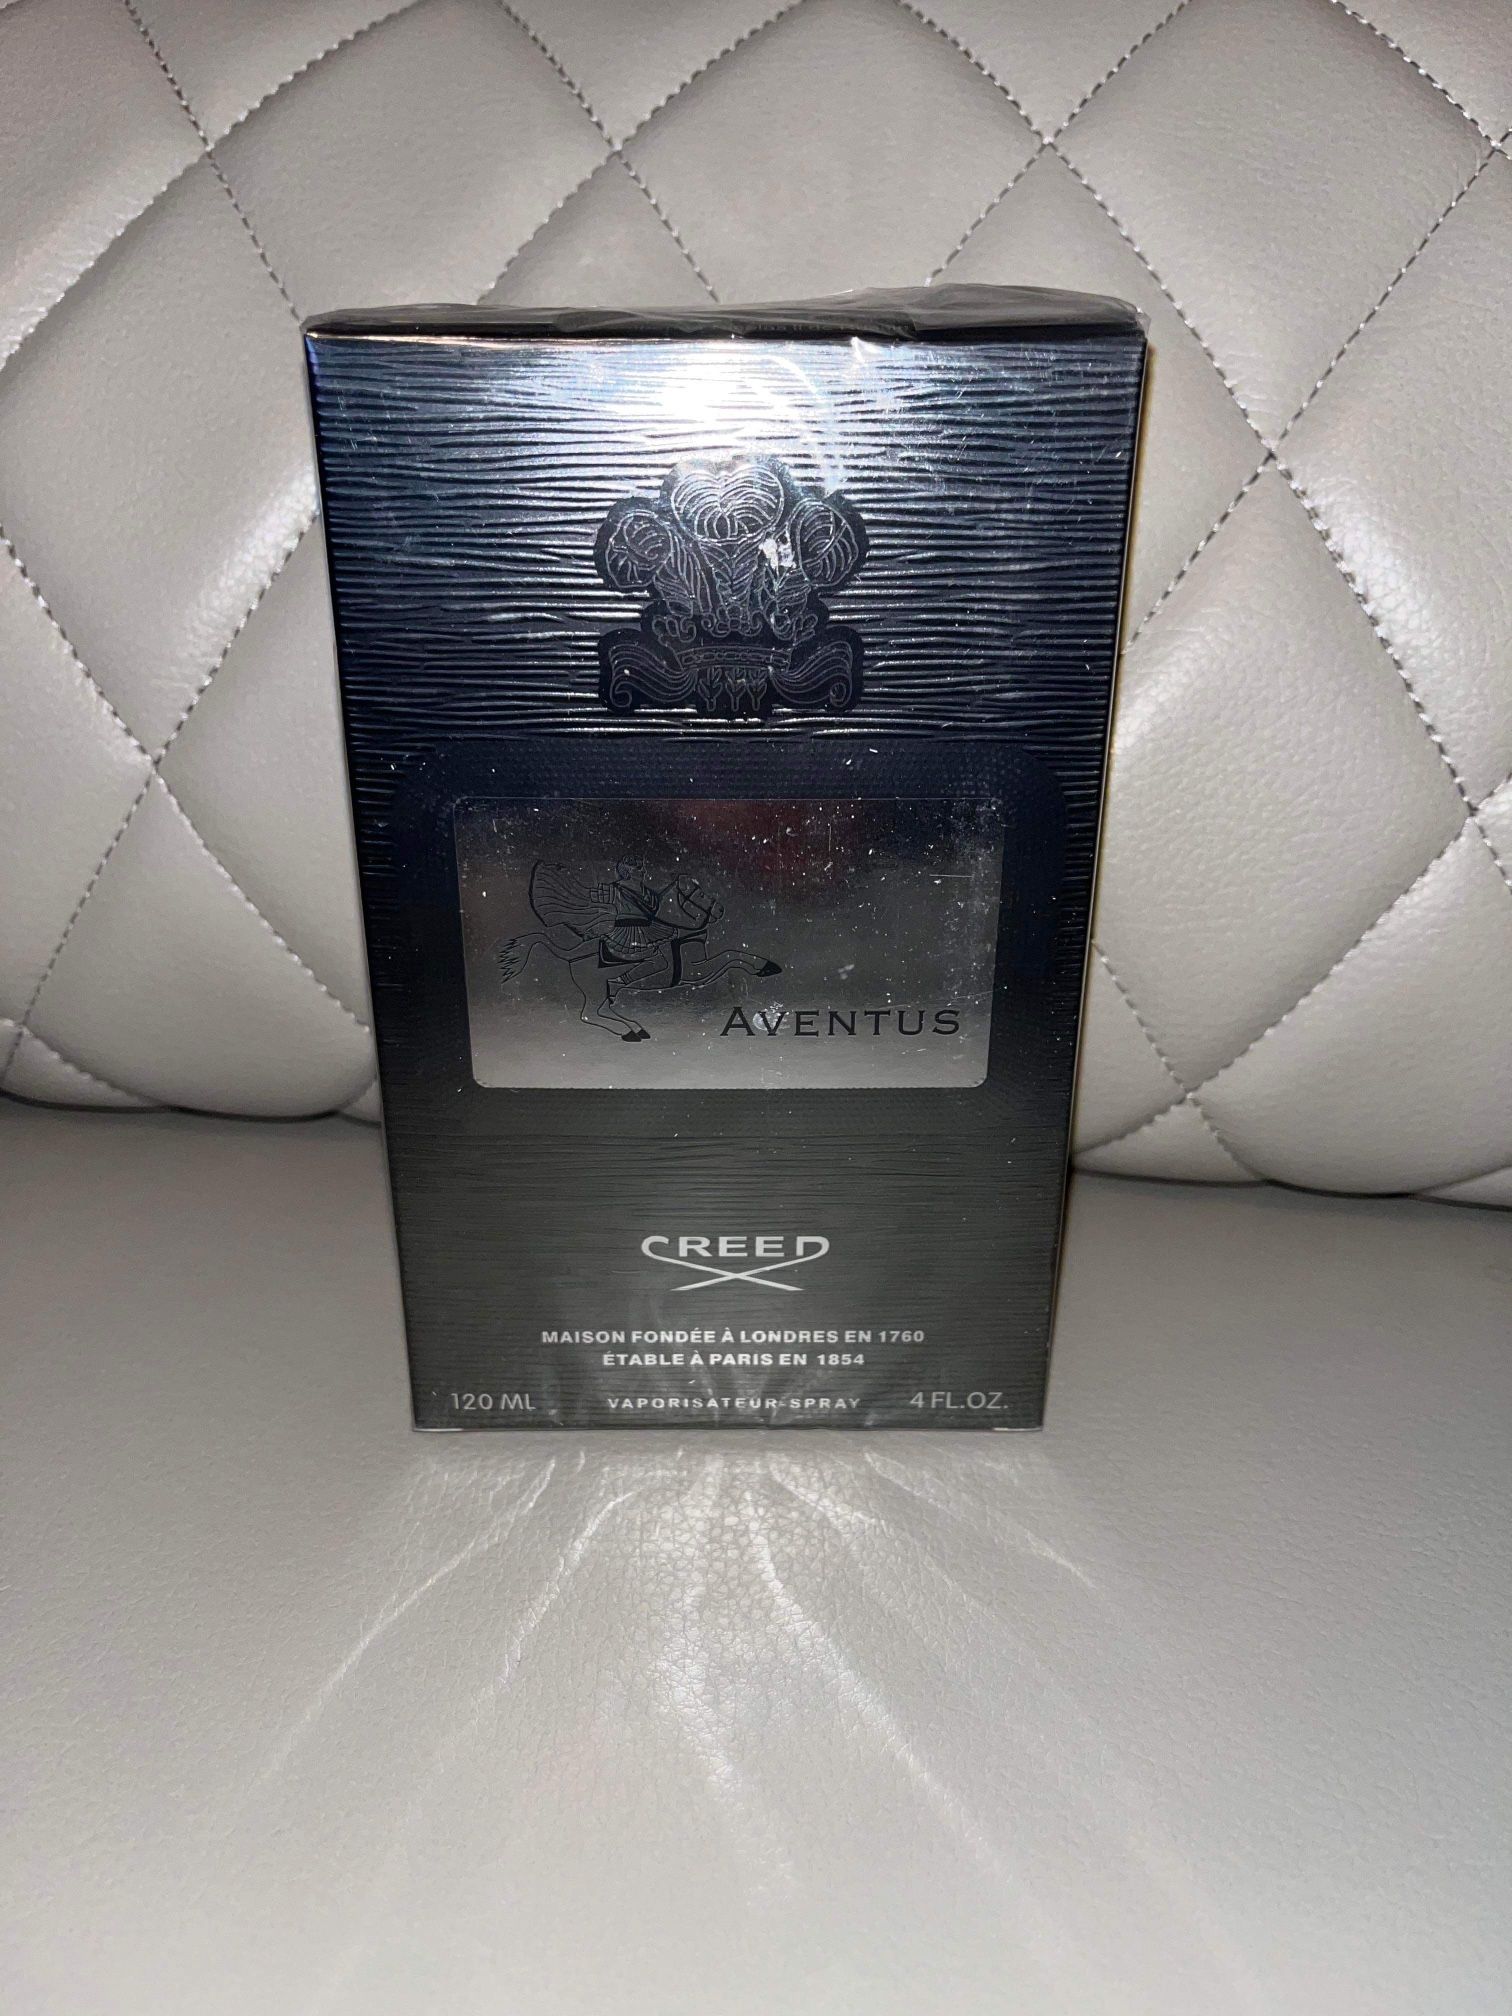 AVENTUS
CREED
MAISON FONDÉE À LONDRES EN 1760
ÉTABLE À PARIS EN 1854
120 ML VAPORISATEUR-SPRAY 4 FL.OZ.